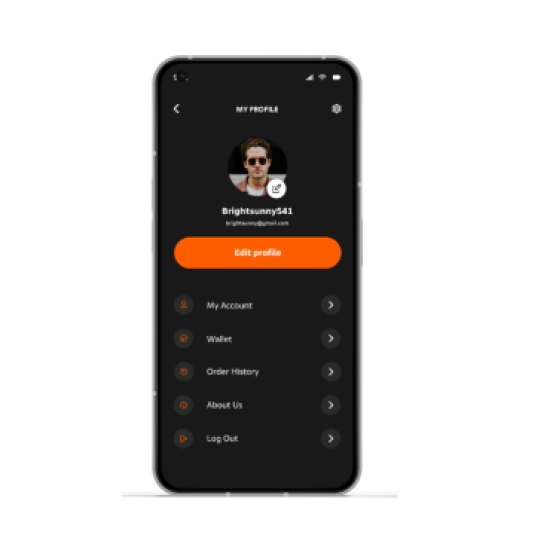 MY PROFILE
Brightsunny541
brightsunny@gmail.com
Edit profile
My Account
Wallet
Order History
About Us
Log Out